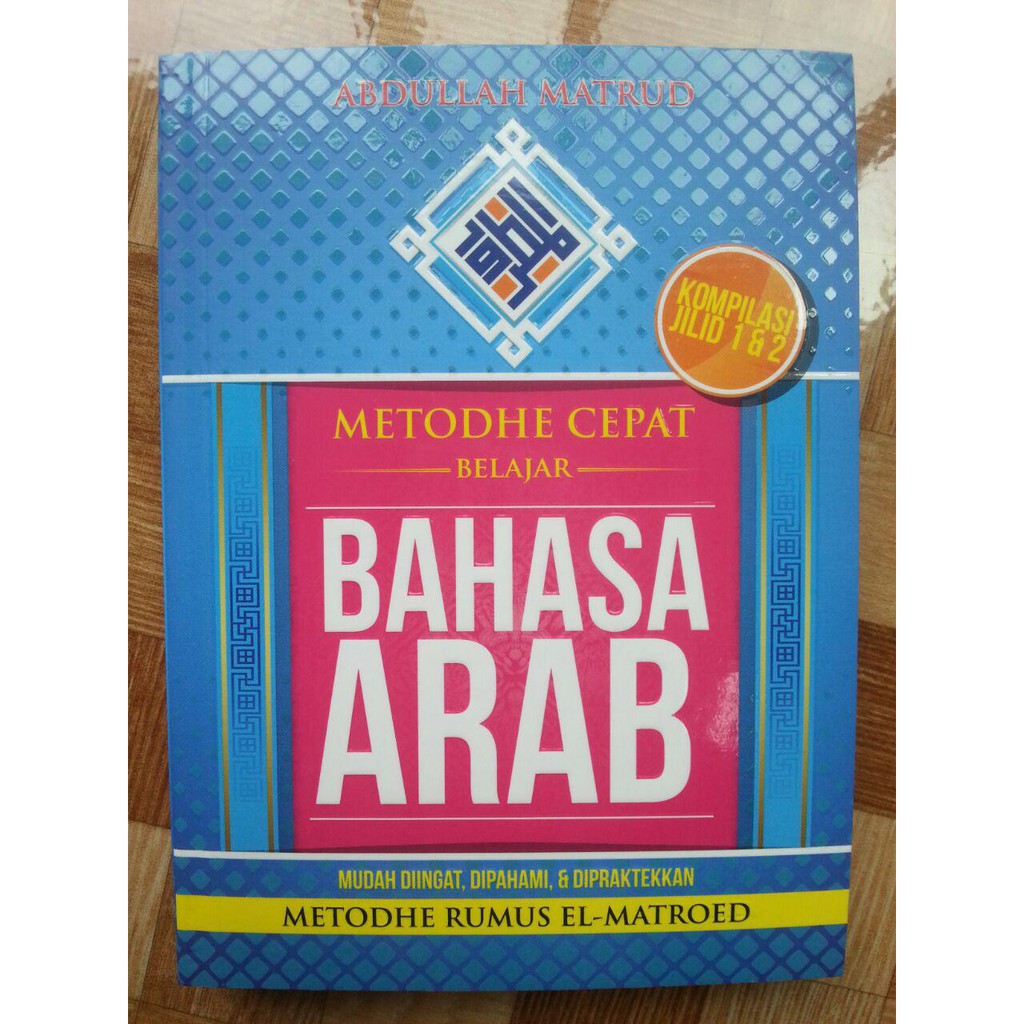 ABDULLAH MATRUD
KOMPILASI
JILID 1 & 2
METODHE CEPAT
BELAJAR
BAHASA
ARAB
MUDAH DIINGAT, DIPAHAMI, & DIPRAKTEKKAN
METODHE RUMUS EL-MATROED